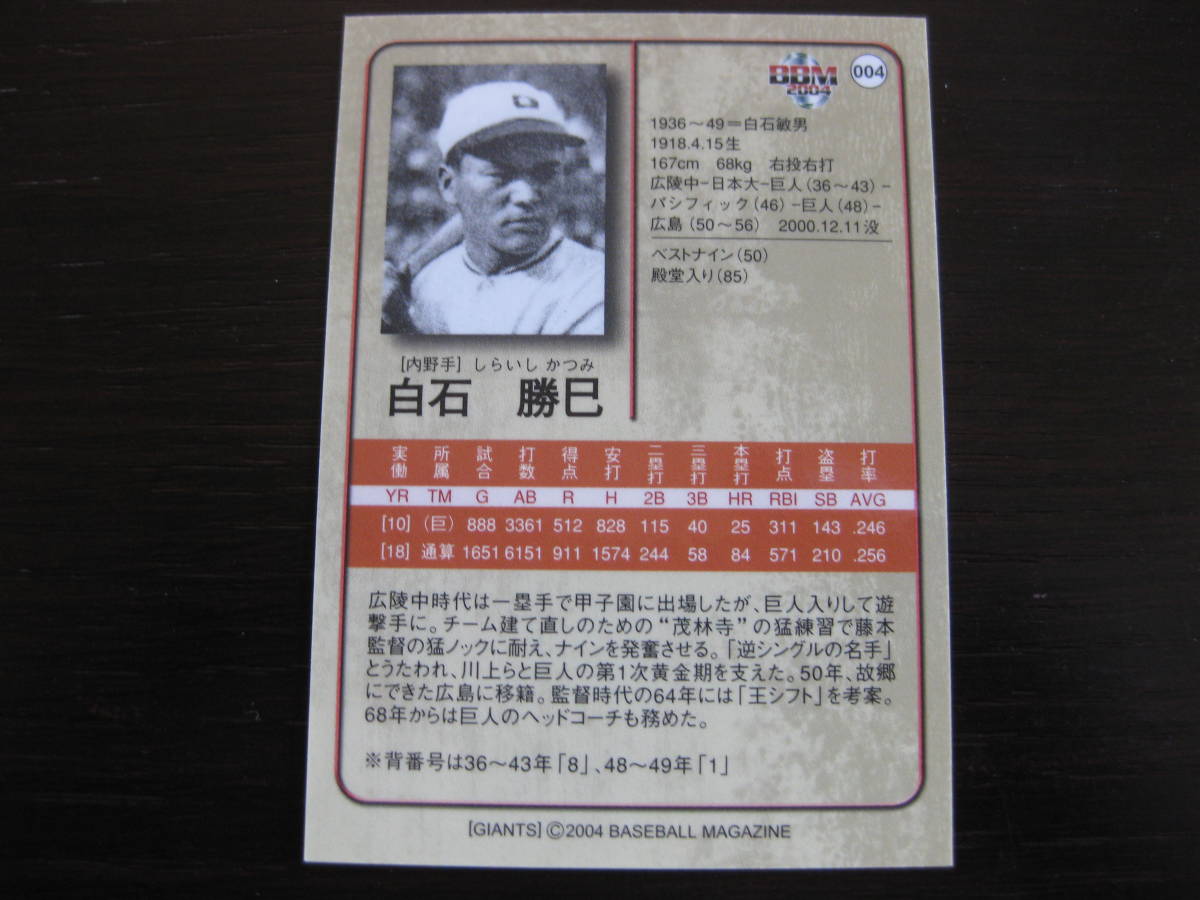 BBM
2004
004
1936〜49＝白石敏男
1918.4.15生
167cm 68kg 右投右打
広陵中−日本大−巨人（36〜43）−
パシフィック（46）−巨人（48）−
広島（50〜56） 2000.12.11没
ベストナイン（50）
殿堂入り（85）
［内野手］しらいし かつみ
白石 勝巳
実働 所属 試合 打数 得点 安打 二塁打 三塁打 本塁打 打点 盗塁 打率
YR TM G AB R H 2B 3B HR RBI SB AVG
[10] （巨） 888 3361 512 828 115 40 25 311 143 .246
[18] 通算 1651 6151 911 1574 244 58 84 571 210 .256
広陵中時代は一塁手で甲子園に出場したが、巨人入りして遊
撃手に。チーム建て直しのための“茂林寺”の猛練習で藤本
監督の猛ノックに耐え、ナインを発奮させる。「逆シングルの名手」
とうたわれ、川上らと巨人の第1次黄金期を支えた。50年、故郷
にできた広島に移籍。監督時代の64年には「王シフト」を考案。
68年からは巨人のヘッドコーチも務めた。
※背番号は36〜43年「8」、48〜49年「1」
[GIANTS] ©2004 BASEBALL MAGAZINE